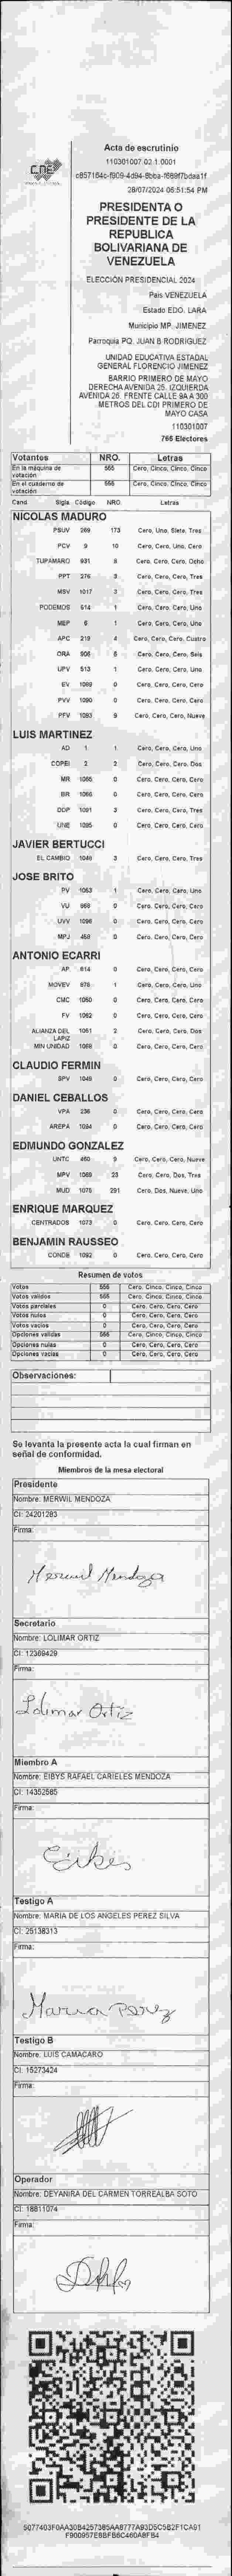 CNE
Acta de escrutinio
110301007.02.1.0001
28/07/2024 06:51:54 PM
PRESIDENTA O
PRESIDENTE DE LA
REPUBLICA
BOLIVARIANA DE
VENEZUELA
ELECCIÓN PRESIDENCIAL 2024
País VENEZUELA
Estado EDO. LARA
Municipio MP. JIMENEZ
Parroquia PQ. JUAN B RODRIGUEZ
UNIDAD EDUCATIVA ESTADAL
GENERAL FLORENCIO JIMENEZ
BARRIO PRIMERO DE MAYO
DERECHA AVENIDA 25. IZQUIERDA
AVENIDA 26. FRENTE CALLE 9A A 300
METROS DEL CDI PRIMERO DE
MAYO CASA
110301007
765 Electores
Votantes NRO. Letras
En la máquina de votación Cero, Cinco, Cinco, Cinco
En el cuaderno de votación Cero, Cinco, Cinco, Cinco
Cand Sigla Código NRO. Letras
NICOLAS MADURO
PSUV 269 173 Cero, Uno, Siete, Tres
PCV 9 10 Cero, Cero, Uno, Cero
TUPAMARO 931 8 Cero, Cero, Cero, Ocho
PPT 276 3 Cero, Cero, Cero, Tres
MSV 1017 3 Cero, Cero, Cero, Tres
PODEMOS 514 1 Cero, Cero, Cero, Uno
MEP 6 1 Cero, Cero, Cero, Uno
APC 219 4 Cero, Cero, Cero, Cuatro
ORA 906 6 Cero, Cero, Cero, Seis
UPV 513 1 Cero, Cero, Cero, Uno
EV 1089 0 Cero, Cero, Cero, Cero
PVV 1090 0 Cero, Cero, Cero, Cero
PFV 1093 9 Cero, Cero, Cero, Nueve
LUIS MARTINEZ
AD 1 1 Cero, Cero, Cero, Uno
COPEI 2 2 Cero, Cero, Cero, Dos
MR 1065 0 Cero, Cero, Cero, Cero
BR 1066 0 Cero, Cero, Cero, Cero
DDP 1091 3 Cero, Cero, Cero, Tres
UNE 1095 0 Cero, Cero, Cero, Cero
JAVIER BERTUCCI
EL CAMBIO 1046 3 Cero, Cero, Cero, Tres
JOSE BRITO
PV 1053 1 Cero, Cero, Cero, Uno
VU 868 0 Cero, Cero, Cero, Cero
UVV 1096 0 Cero, Cero, Cero, Cero
MPJ 458 0 Cero, Cero, Cero, Cero
ANTONIO ECARRI
AP 614 0 Cero, Cero, Cero, Cero
MOVEV 978 1 Cero, Cero, Cero, Uno
CMC 1050 0 Cero, Cero, Cero, Cero
FV 1062 0 Cero, Cero, Cero, Cero
ALIANZA DEL LAPIZ 1061 2 Cero, Cero, Cero, Dos
MIN UNIDAD 1069 0 Cero, Cero, Cero, Cero
CLAUDIO FERMIN
SPV 1049 0 Cero, Cero, Cero, Cero
DANIEL CEBALLOS
VPA 236 0 Cero, Cero, Cero, Cero
AREPA 1094 0 Cero, Cero, Cero, Cero
EDMUNDO GONZALEZ
UNTC 460 9 Cero, Cero, Cero, Nueve
MPV 1069 23 Cero, Cero, Dos, Tres
MUD 1075 291 Cero, Dos, Nueve, Uno
ENRIQUE MARQUEZ
CENTRADOS 1073 0 Cero, Cero, Cero, Cero
BENJAMIN RAUSSEO
CONDE 1092 0 Cero, Cero, Cero, Cero
Resumen de votos
Votos 555 Cero, Cinco, Cinco, Cinco
Votos válidos 555 Cero, Cinco, Cinco, Cinco
Votos parciales 0 Cero, Cero, Cero, Cero
Votos nulos 0 Cero, Cero, Cero, Cero
Votos vacíos 0 Cero, Cero, Cero, Cero
Opciones válidas 555 Cero, Cinco, Cinco, Cinco
Opciones nulas 0 Cero, Cero, Cero, Cero
Opciones vacías 0 Cero, Cero, Cero, Cero
Observaciones:
Se levanta la presente acta la cual firman en
señal de conformidad.
Miembros de la mesa electoral
Presidente
Nombre: MERWIL MENDOZA
CI: 24201283
Firma:
Merwil Mendoza
Secretario
Nombre: LOLIMAR ORTIZ
CI: 12369429
Firma:
Lolimar Ortiz
Miembro A
Nombre: EIBYS RAFAEL CARIELES MENDOZA
CI: 14352565
Firma:
Testigo A
Nombre: MARIA DE LOS ANGELES PEREZ SILVA
CI: 25138313
Firma:
Maria Perez
Testigo B
Nombre: LUIS CAMACARO
CI: 15273424
Firma:
Operador
Nombre: DEYANIRA DEL CARMEN TORREALBA SOTO
CI: 18811074
Firma: